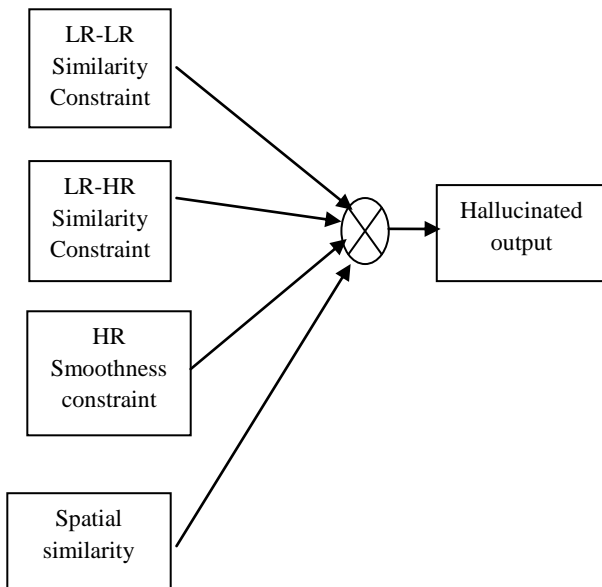 LR-LR
Similarity
Constraint
LR-HR
Similarity
Constraint
Hallucinated
output
HR
Smoothness
constraint
Spatial
similarity